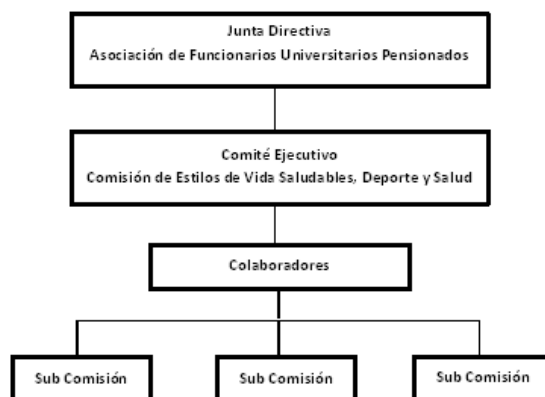 Junta Directiva
Asociación de Funcionarios Universitarios Pensionados
Comité Ejecutivo
Comisión de Estilos de Vida Saludables, Deporte y Salud
Colaboradores
Sub Comisión
Sub Comisión
Sub Comisión